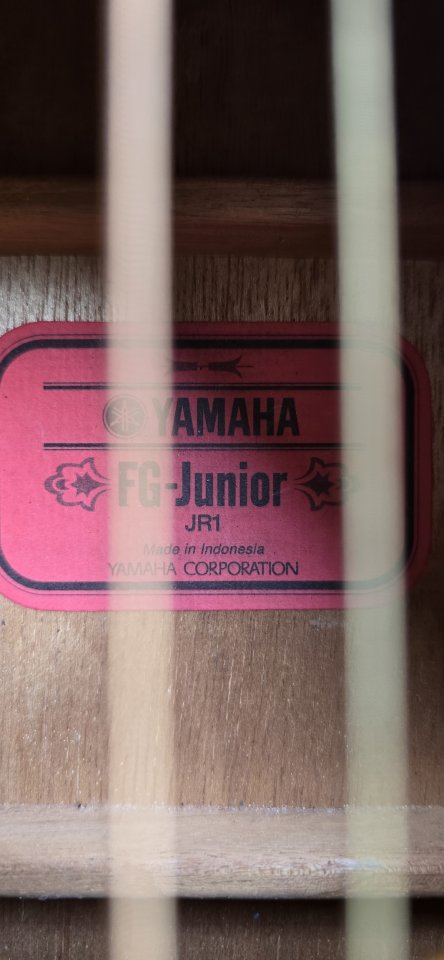 YAMAHA
FG-Junior
JR1
Made in Indonesia
YAMAHA CORPORATION